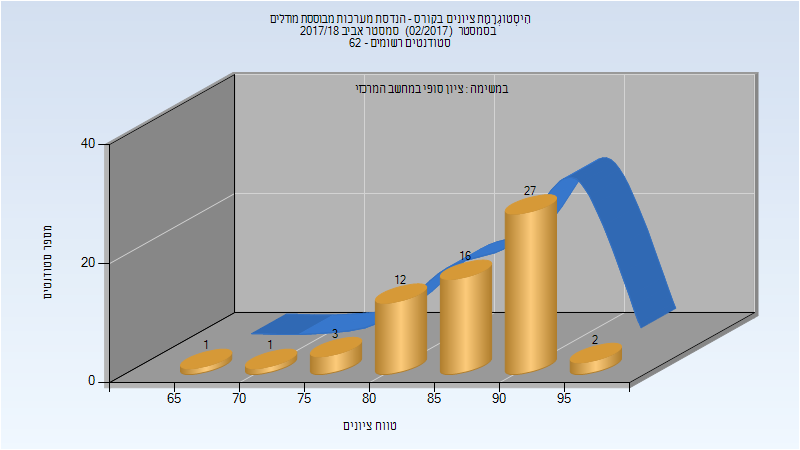 היסטוגרמת ציונים בקורס - הנדסת מערכות מבוססת מודלים
בסמסטר (02/2017) סמסטר אביב 2017/18
סטודנטים רשומים - 62
במשימה : ציון סופי במחשב המרכזי
מספר סטודנטים
40
20
0
1
1
3
12
16
27
2
65
70
75
80
85
90
95
טווח ציונים